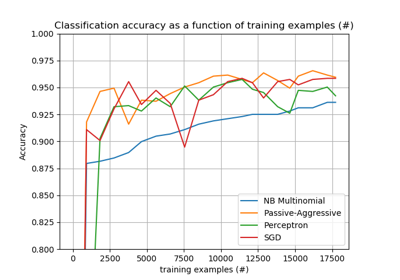 Classification accuracy as a function of training examples (#)
1.000
0.975
0.950
0.925
0.900
0.875
0.850
0.825
0.800
Accuracy
NB Multinomial
Passive-Aggressive
Perceptron
SGD
0 2500 5000 7500 10000 12500 15000 17500
training examples (#)